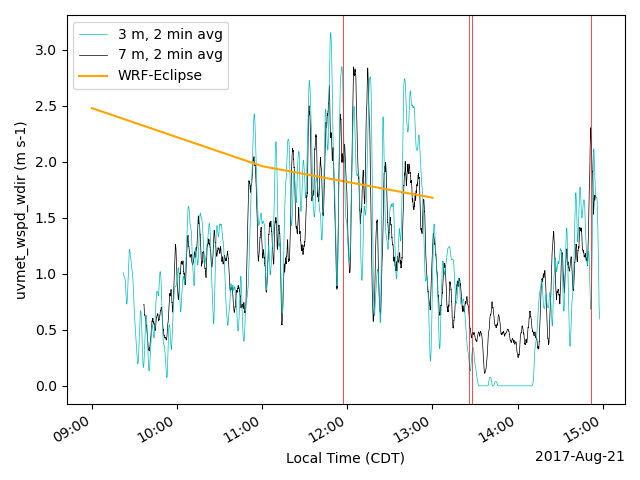 3 m, 2 min avg
7 m, 2 min avg
WRF-Eclipse
3.0
2.5
2.0
1.5
1.0
0.5
0.0
uvmet_wspd_wdir (m s-1)
09:00
10:00
11:00
12:00
13:00
14:00
15:00
Local Time (CDT)
2017-Aug-21